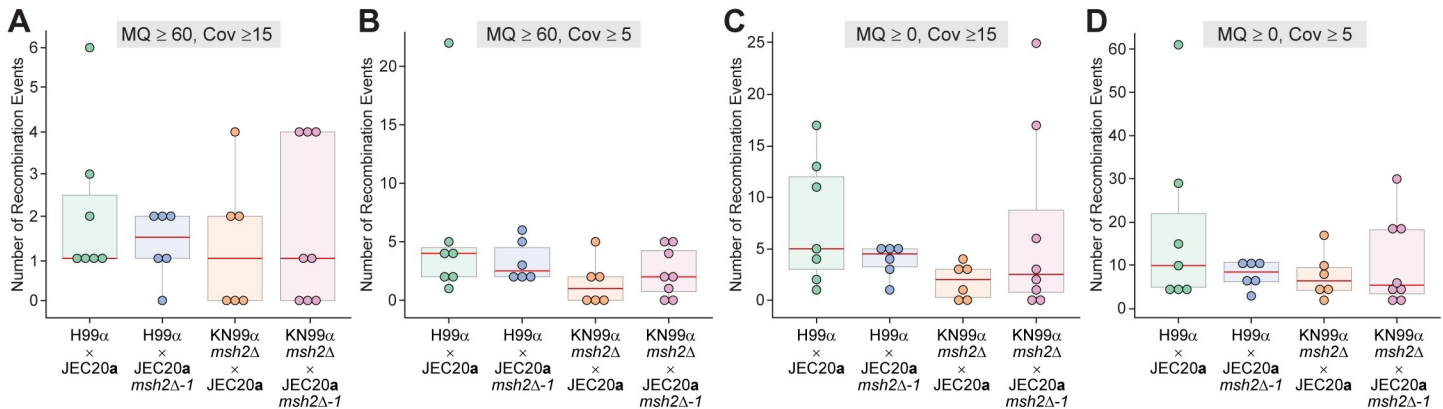 A
MQ ≥ 60, Cov ≥15
Number of Recombination Events
6
5
4
3
2
1
0
H99α
×
JEC20a
H99α
×
JEC20a
msh2Δ-1
KN99α
msh2Δ
×
JEC20a
KN99α
msh2Δ
×
JEC20a
msh2Δ-1
B
MQ ≥ 60, Cov ≥ 5
Number of Recombination Events
20
15
10
5
0
H99α
×
JEC20a
H99α
×
JEC20a
msh2Δ-1
KN99α
msh2Δ
×
JEC20a
KN99α
msh2Δ
×
JEC20a
msh2Δ-1
C
MQ ≥ 0, Cov ≥15
Number of Recombination Events
25
20
15
10
5
0
H99α
×
JEC20a
H99α
×
JEC20a
msh2Δ-1
KN99α
msh2Δ
×
JEC20a
KN99α
msh2Δ
×
JEC20a
msh2Δ-1
D
MQ ≥ 0, Cov ≥ 5
Number of Recombination Events
60
50
40
30
20
10
0
H99α
×
JEC20a
H99α
×
JEC20a
msh2Δ-1
KN99α
msh2Δ
×
JEC20a
KN99α
msh2Δ
×
JEC20a
msh2Δ-1